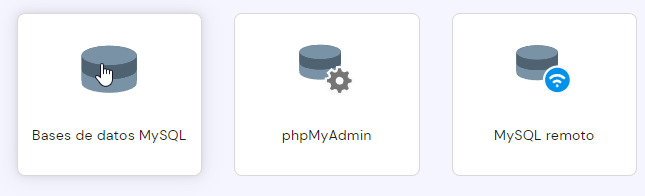 Bases de datos MySQL
phpMyAdmin
MySQL remoto